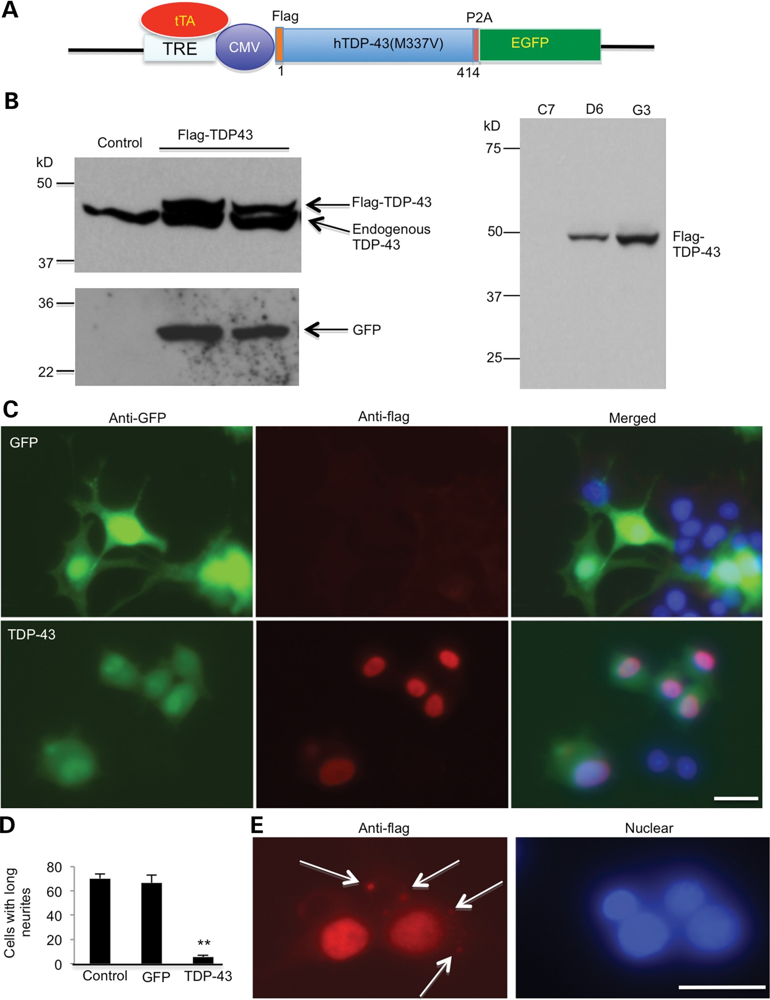 A
tTA
TRE
CMV
Flag
hTDP-43(M337V)
P2A
EGFP
1
414
B
Control
Flag-TDP43
kD
50
37
Flag-TDP-43
Endogenous
TDP-43
36
22
GFP
C7
D6
G3
kD
75
50
37
25
Flag-
TDP-43
C
Anti-GFP
Anti-flag
Merged
GFP
TDP-43
D
Cells with long
neurites
80
60
40
20
0
**
Control
GFP
TDP-43
E
Anti-flag
Nuclear